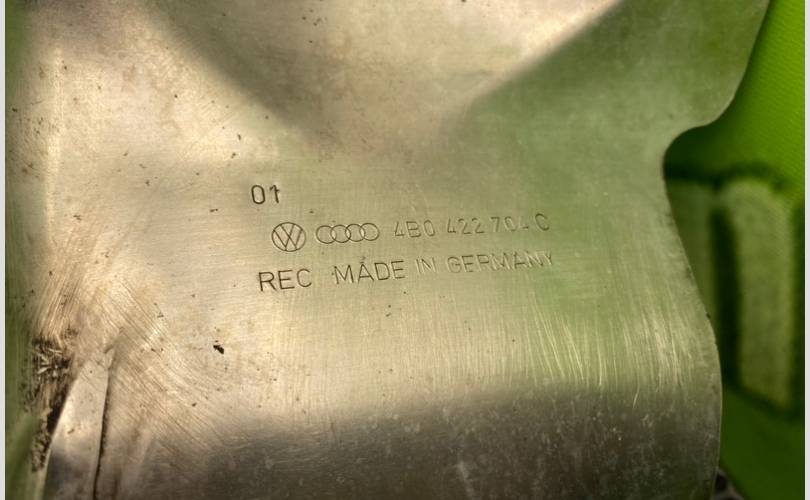 01
4B0 422 704 C
REC MADE IN GERMANY